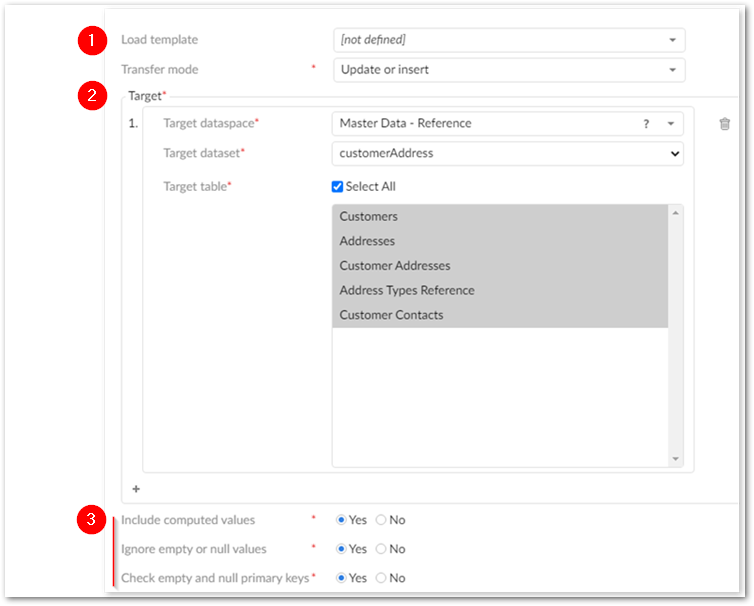 1 Load template [not defined]
Transfer mode * Update or insert
2 Target*
1. Target dataspace* Master Data - Reference ?
Target dataset* customerAddress
Target table* Select All
Customers
Addresses
Customer Addresses
Address Types Reference
Customer Contacts
+
3 Include computed values * Yes No
Ignore empty or null values * Yes No
Check empty and null primary keys* Yes No